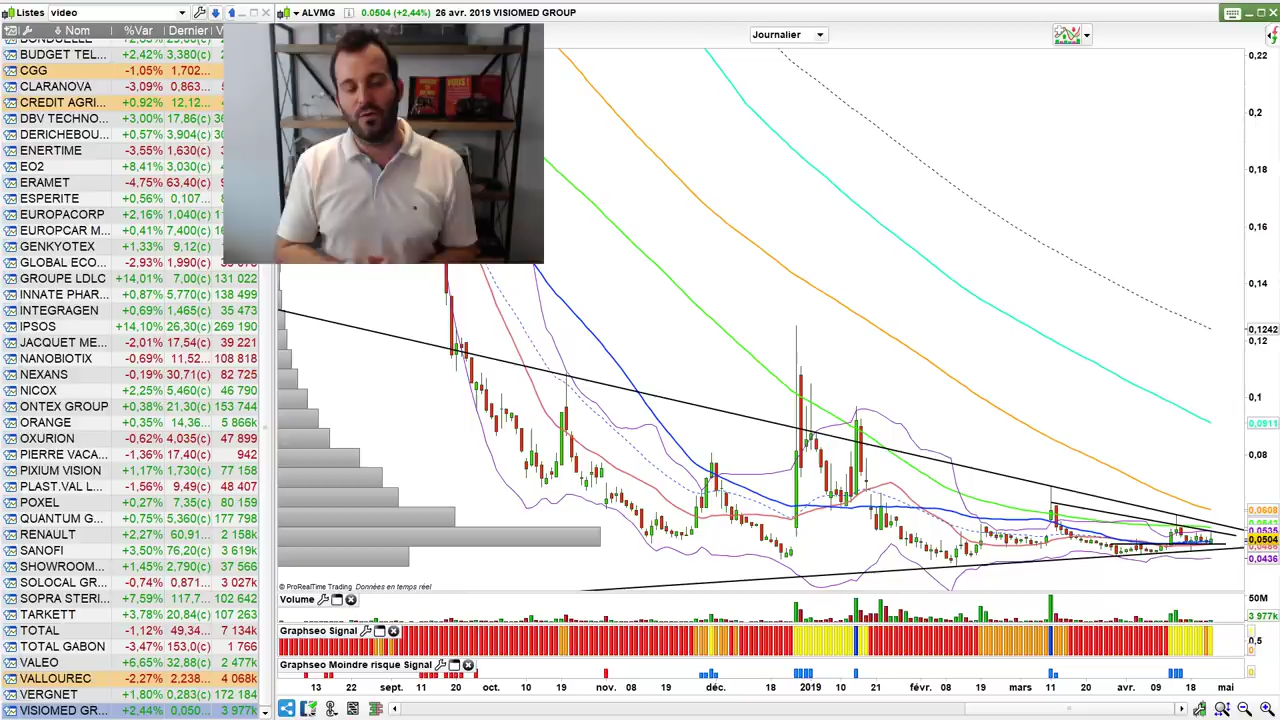 Listes video
ALVMG 0.0504 (+2,44%) 26 avr. 2019 VISIOMED GROUP
Nom %Var Dernier V
Journalier
BUDGET TEL... +2,42% 3,380(c)
CGG -1,05% 1,702...
CLARANOVA -3,09% 0,863...
CREDIT AGRI... +0,92% 12,12...
DBV TECHNO... +3,00% 17,86(c)
DERICHEBOU... +0,57% 3,904(c)
ENERTIME -3,55% 1,630(c)
EO2 +8,41% 3,030(c)
ERAMET -4,75% 63,40(c)
ESPERITE +0,56% 0,107...
EUROPACORP +2,16% 1,040(c)
EUROPCAR M... +0,41% 7,400(c)
GENKYOTEX +1,33% 9,12(c)
GLOBAL ECO... -2,93% 1,990(c)
GROUPE LDLC +14,01% 7,00(c) 131 022
INNATE PHAR... +0,87% 5,770(c) 138 499
INTEGRAGEN +0,69% 1,465(c) 35 473
IPSOS +14,10% 26,30(c) 269 190
JACQUET ME... -2,01% 17,54(c) 39 221
NANOBIOTIX -0,69% 11,52... 108 818
NEXANS -0,19% 30,71(c) 82 725
NICOX +2,25% 5,460(c) 46 790
ONTEX GROUP +0,38% 21,30(c) 153 744
ORANGE +0,35% 14,36... 5 866k
OXURION -0,62% 4,035(c) 47 899
PIERRE VACA... -1,36% 17,40(c) 942
PIXIUM VISION +1,17% 1,730(c) 77 158
PLAST.VAL L... -1,56% 9,49(c) 48 407
POXEL +0,27% 7,35(c) 80 159
QUANTUM G... +0,75% 5,360(c) 177 798
RENAULT +2,27% 60,91... 2 158k
SANOFI +3,50% 76,20(c) 3 619k
SHOWROOM... +1,45% 2,790(c) 37 566
SOLOCAL GR... -0,74% 0,871... 3 027k
SOPRA STERI... +7,59% 117,7... 102 642
TARKETT +3,78% 20,84(c) 107 263
TOTAL -1,12% 49,34... 7 134k
TOTAL GABON -3,47% 153,0(c) 1 766
VALEO +6,65% 32,88(c) 2 477k
VALLOUREC -2,27% 2,238... 4 068k
VERGNET +1,80% 0,283(c) 172 184
VISIOMED GR... +2,44% 0,050... 3 977k
0,22
0,2
0,18
0,16
0,14
0,1242
0,12
0,1
0,0911
0,08
0,0608
0,0535
0,0504
0,0436
© ProRealTime Trading Données en temps réel
Volume
50M
3 977k
Graphseo Signal
0,5
Graphseo Moindre risque Signal
13 22 sept. 11 20 oct. 10 19 nov. 08 19 déc. 18 2019 10 21 févr. 08 19 mars 11 20 avr. 09 18 mai